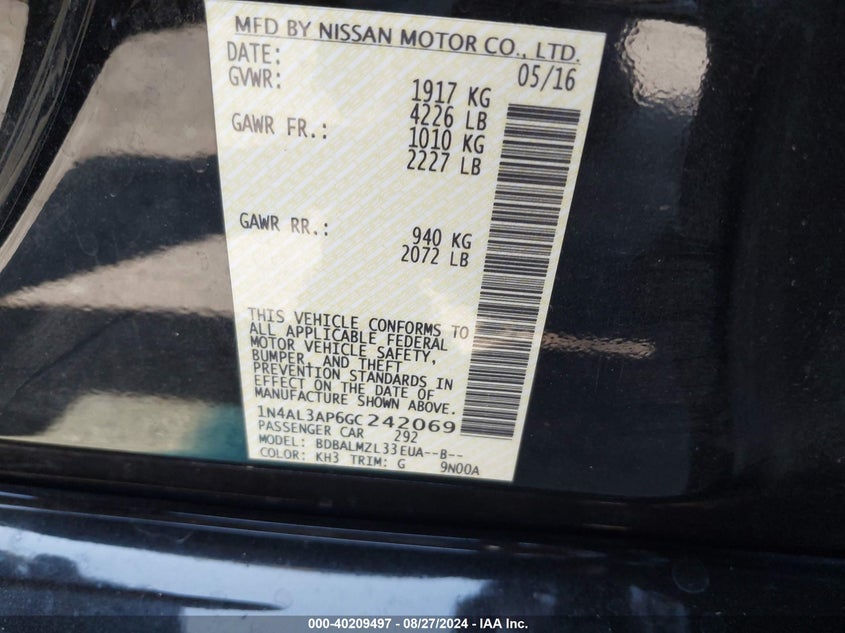 MFD BY NISSAN MOTOR CO., LTD.
DATE: 05/16
GVWR: 1917 KG
4226 LB
GAWR FR.: 1010 KG
2227 LB
GAWR RR.: 940 KG
2072 LB
THIS VEHICLE CONFORMS TO
ALL APPLICABLE FEDERAL
MOTOR VEHICLE SAFETY,
BUMPER, AND THEFT
PREVENTION STANDARDS IN
EFFECT ON THE DATE OF
MANUFACTURE SHOWN ABOVE.
1N4AL3AP6GC242069
PASSENGER CAR 292
MODEL: BDBALMZL33EUA--B--
COLOR: KH3 TRIM: G 9N00A
000-40209497 - 08/27/2024 - IAA, Inc.